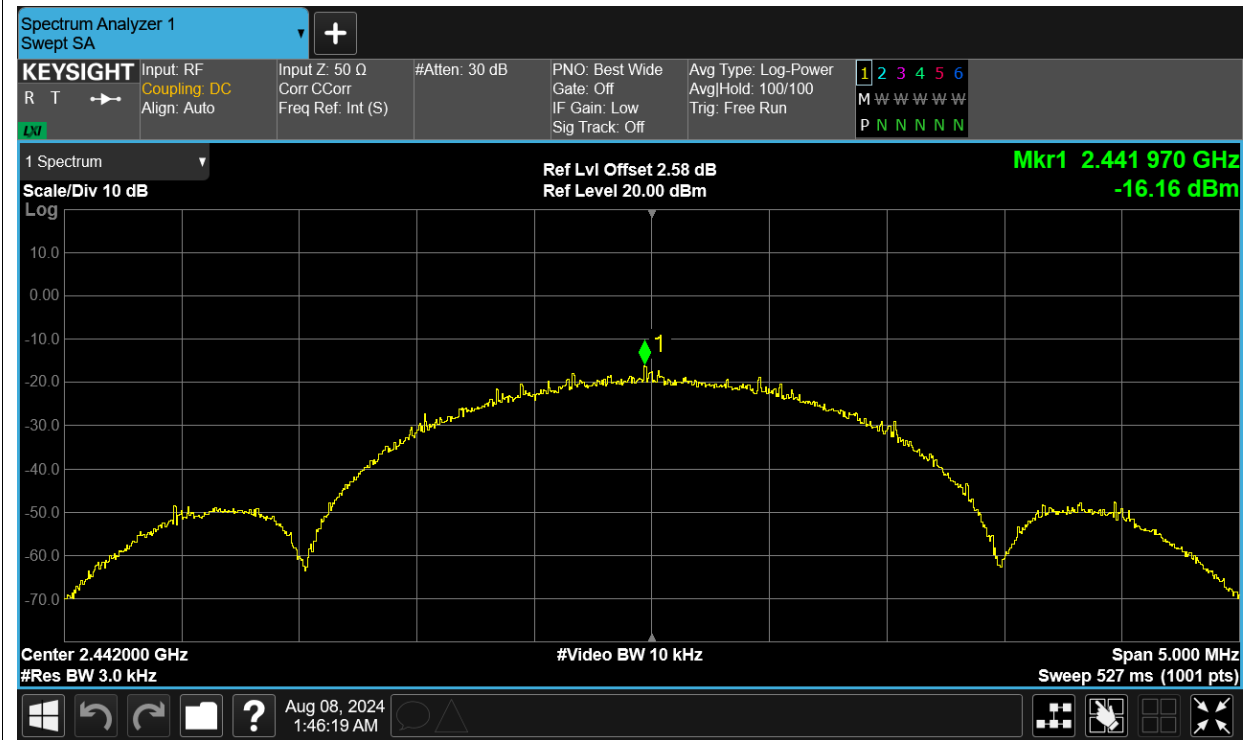 Spectrum Analyzer 1
Swept SA
KEYSIGHT
R T
LXI
Input: RF
Coupling: DC
Align: Auto
Input Z: 50 Ω
Corr CCorr
Freq Ref: Int (S)
#Atten: 30 dB
PNO: Best Wide
Gate: Off
IF Gain: Low
Sig Track: Off
Avg Type: Log-Power
Avg|Hold: 100/100
Trig: Free Run
1 2 3 4 5 6
M W W W W W
P N N N N N
1 Spectrum
Scale/Div 10 dB
Log
Ref Lvl Offset 2.58 dB
Ref Level 20.00 dBm
Mkr1 2.441 970 GHz
-16.16 dBm
10.0
0.00
-10.0
-20.0
-30.0
-40.0
-50.0
-60.0
-70.0
1
Center 2.442000 GHz
#Res BW 3.0 kHz
#Video BW 10 kHz
Span 5.000 MHz
Sweep 527 ms (1001 pts)
?
Aug 08, 2024
1:46:19 AM